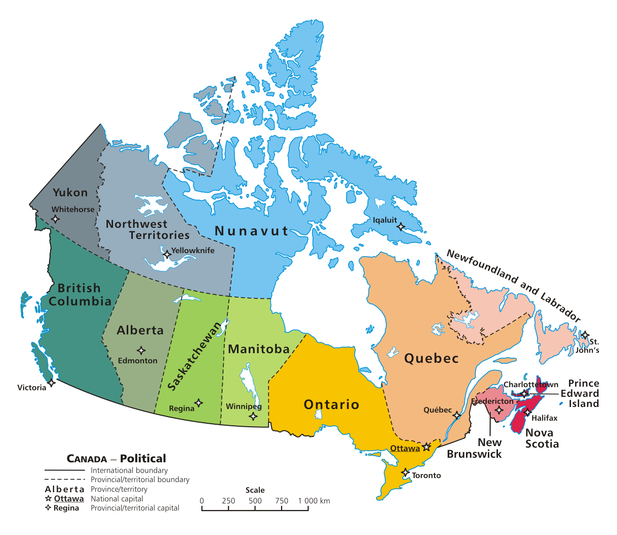 Yukon
Whitehorse
Northwest
Territories
Yellowknife
Nunavut
Iqaluit
British
Columbia
Victoria
Alberta
Edmonton
Saskatchewan
Regina
Manitoba
Winnipeg
Ontario
Ottawa
Toronto
Quebec
Québec
Newfoundland and Labrador
St.
John's
Charlottetown
Prince
Edward
Island
Fredericton
Halifax
New
Brunswick
Nova
Scotia
CANADA – Political
International boundary
Provincial/territorial boundary
Alberta Province/territory
Ottawa National capital
Regina Provincial/territorial capital
Scale
0 250 500 750 1 000 km